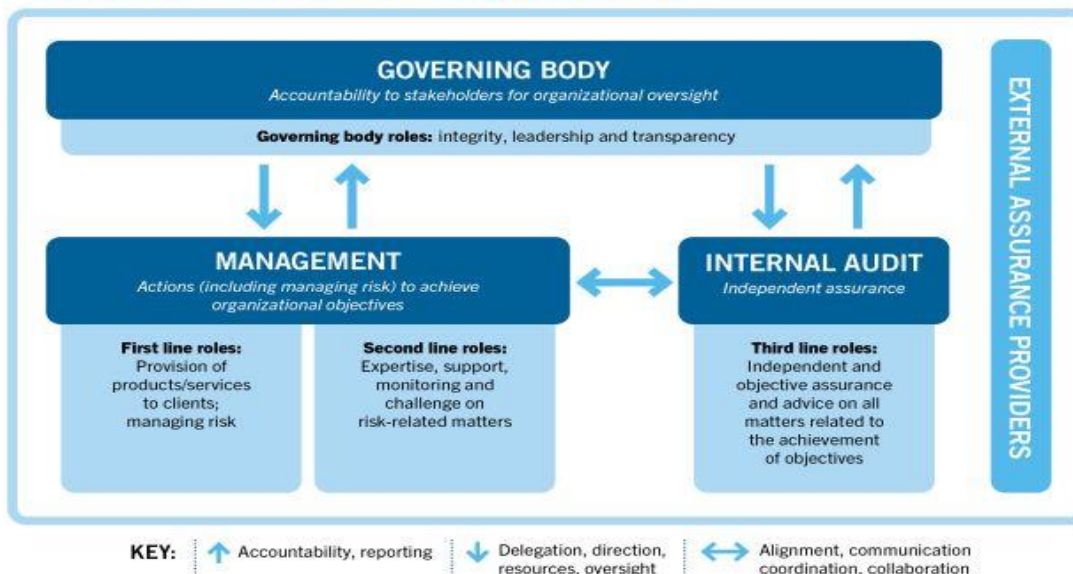 GOVERNING BODY
Accountability to stakeholders for organizational oversight
Governing body roles: integrity, leadership and transparency
MANAGEMENT
Actions (including managing risk) to achieve
organizational objectives
First line roles:
Provision of
products/services
to clients;
managing risk
Second line roles:
Expertise, support,
monitoring and
challenge on
risk-related matters
INTERNAL AUDIT
Independent assurance
Third line roles:
Independent and
objective assurance
and advice on all
matters related to
the achievement
of objectives
EXTERNAL ASSURANCE PROVIDERS
KEY:
Accountability, reporting
Delegation, direction,
resources, oversight
Alignment, communication
coordination, collaboration